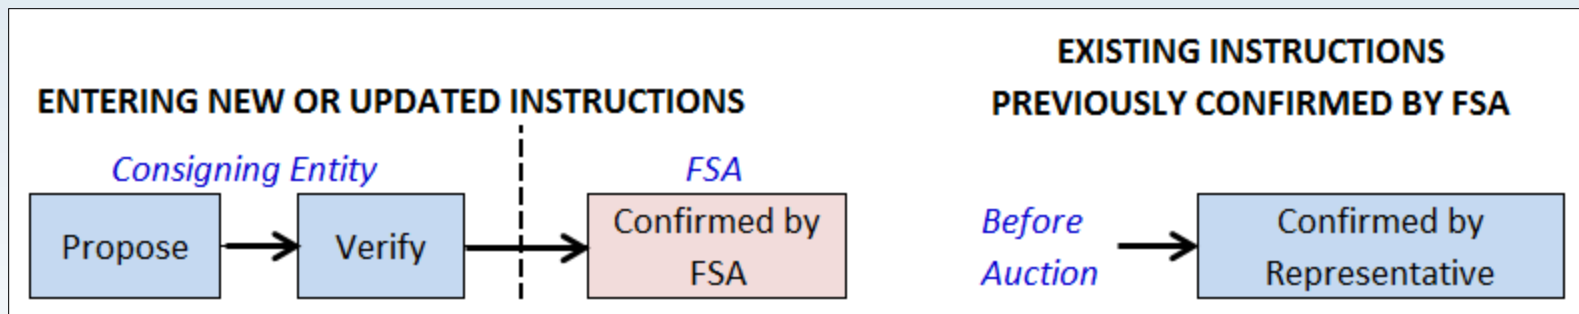 ENTERING NEW OR UPDATED INSTRUCTIONS
Consigning Entity
FSA
Propose
Verify
Confirmed by
FSA
EXISTING INSTRUCTIONS
PREVIOUSLY CONFIRMED BY FSA
Before
Auction
Confirmed by
Representative